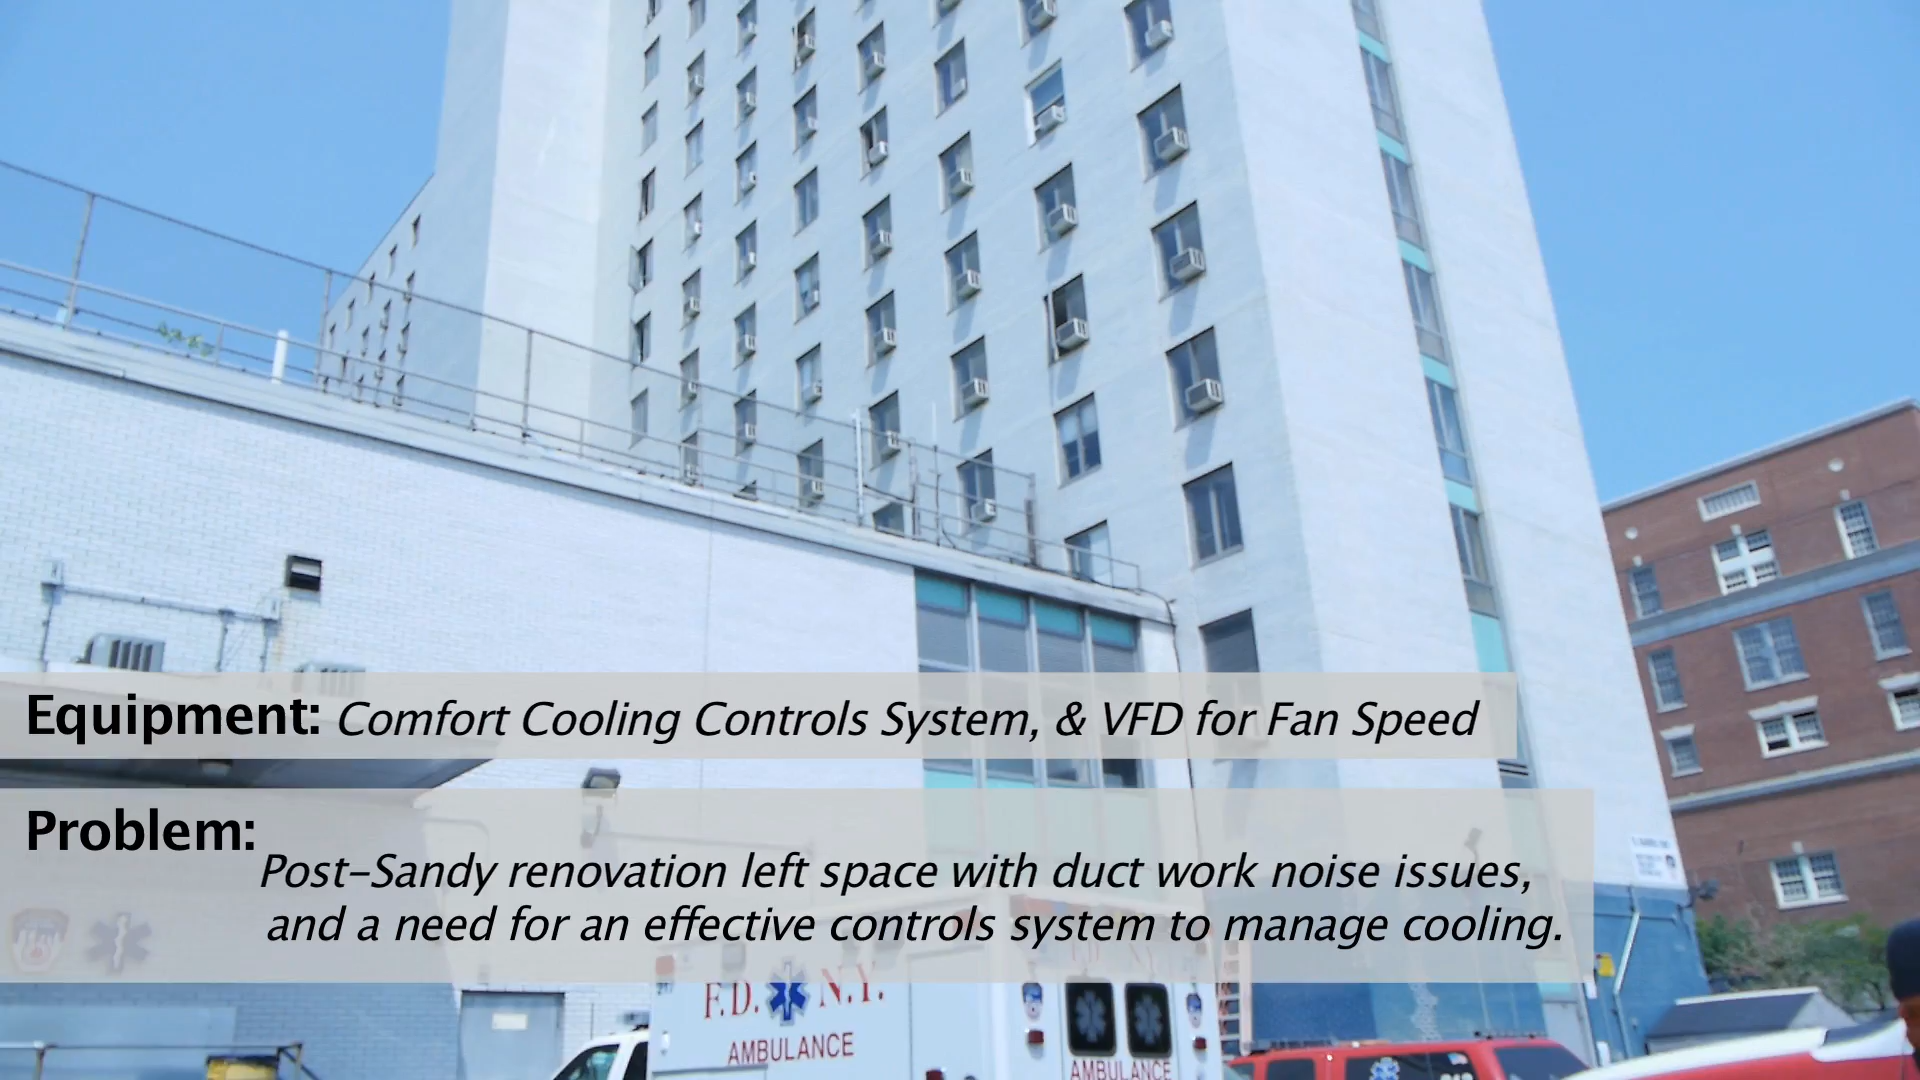 Equipment: Comfort Cooling Controls System, & VFD for Fan Speed
Problem:
Post-Sandy renovation left space with duct work noise issues,
and a need for an effective controls system to manage cooling.
F.D. N.Y.
AMBULANCE
AMBULANCE